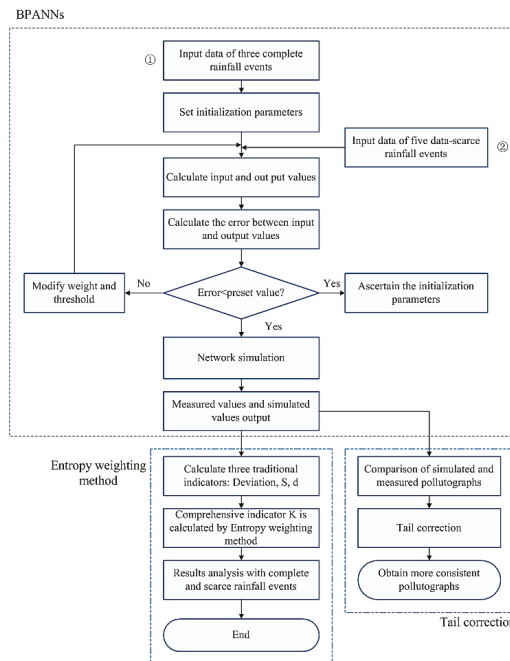 BPANNs
①
Input data of three complete
rainfall events
Set initialization parameters
Input data of five data-scarce
rainfall events
②
Calculate input and out put values
Calculate the error between input
and output values
Modify weight and
threshold
No
Error<preset value?
Yes
Ascertain the initialization
parameters
Yes
Network simulation
Measured values and simulated
values output
Entropy weighting
method
Calculate three traditional
indicators: Deviation, S, d
Comprehensive indicator K is
calculated by Entropy weighting
method
Results analysis with complete
and scarce rainfall events
End
Comparison of simulated and
measured pollutographs
Tail correction
Obtain more consistent
pollutographs
Tail correction